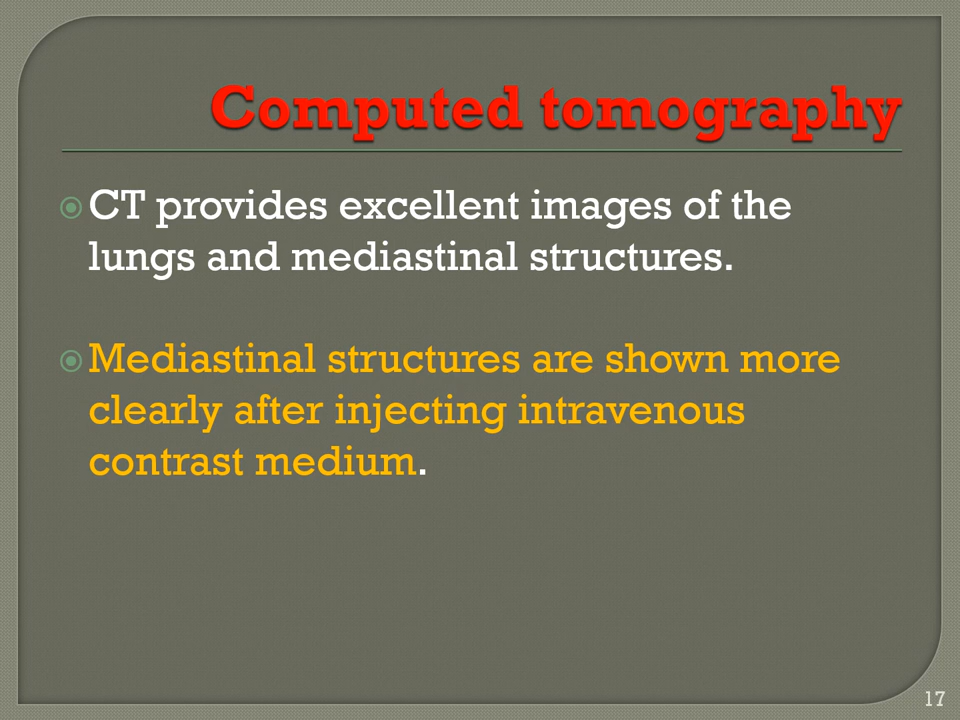 Computed tomography
CT provides excellent images of the
lungs and mediastinal structures.
Mediastinal structures are shown more
clearly after injecting intravenous
contrast medium.
17